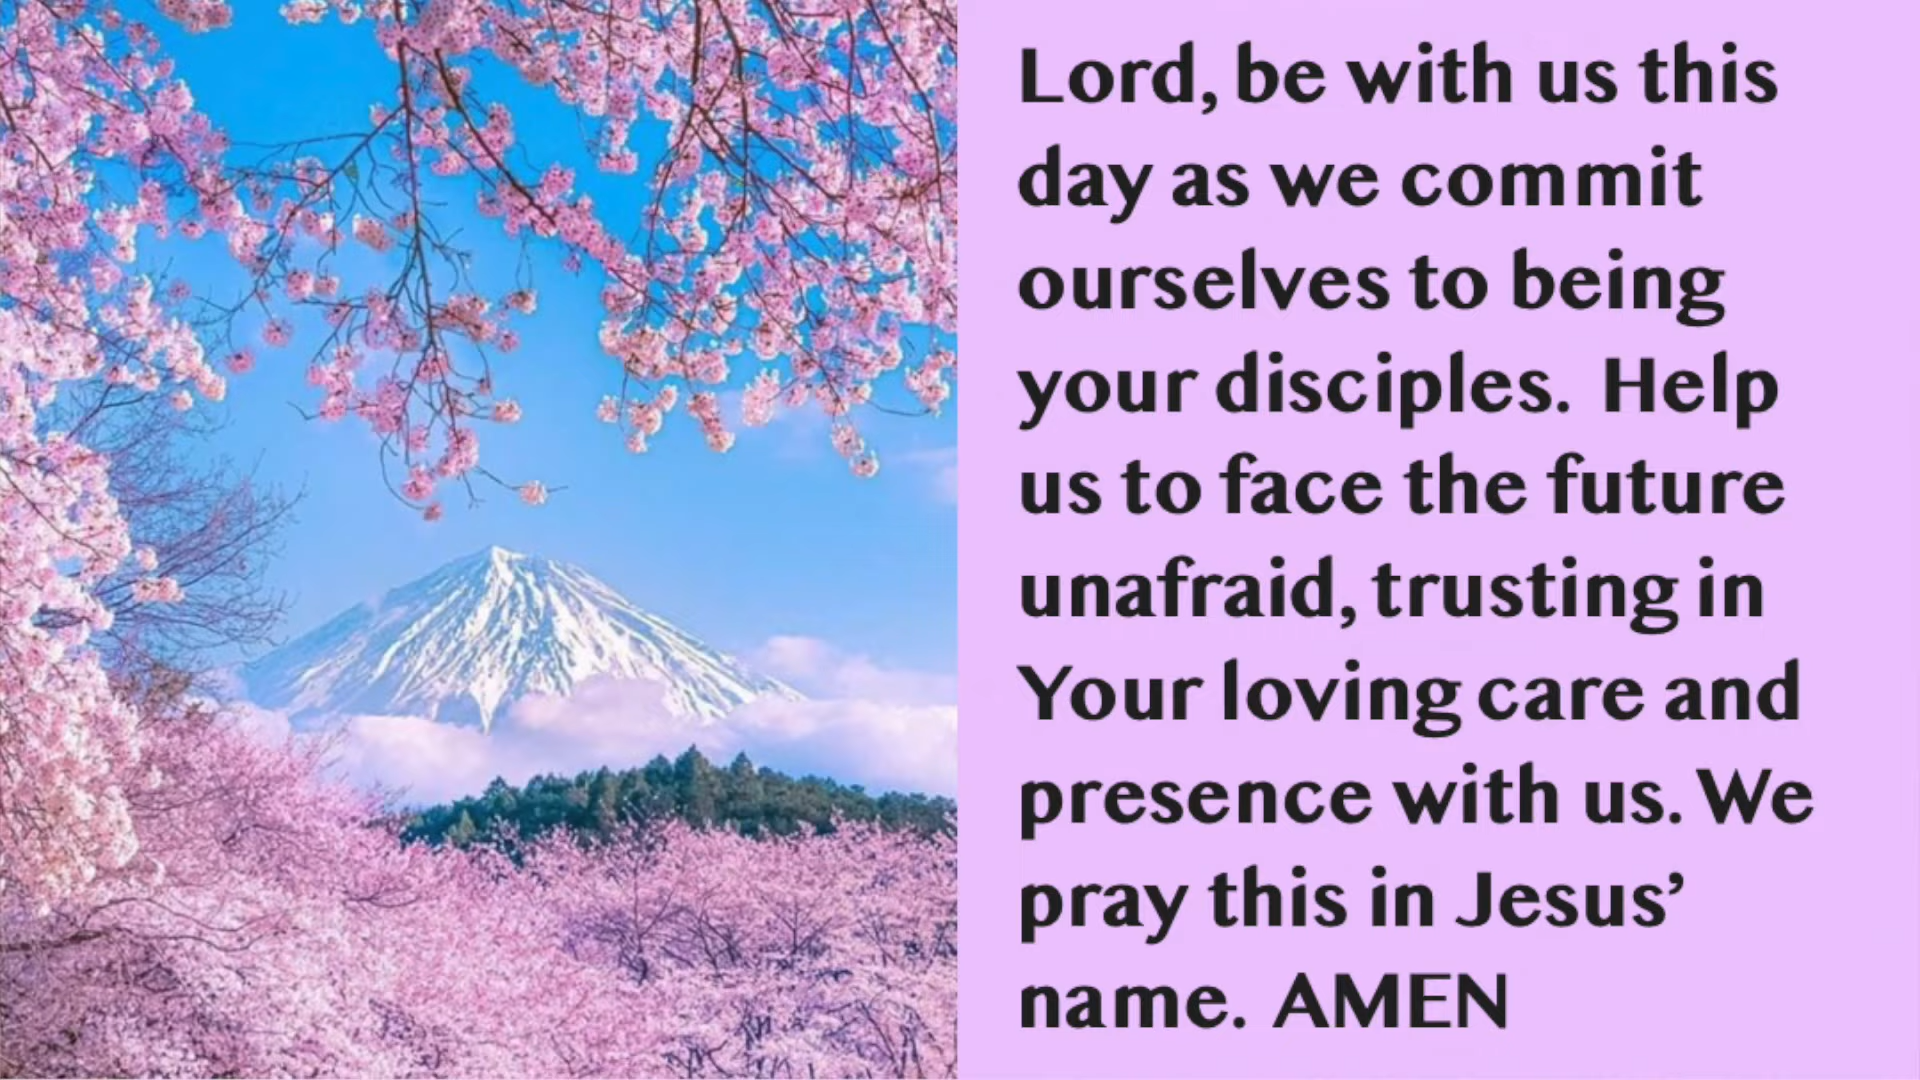 Lord, be with us this
day as we commit
ourselves to being
your disciples.  Help
us to face the future
unafraid, trusting in
Your loving care and
presence with us. We
pray this in Jesus’
name.  AMEN